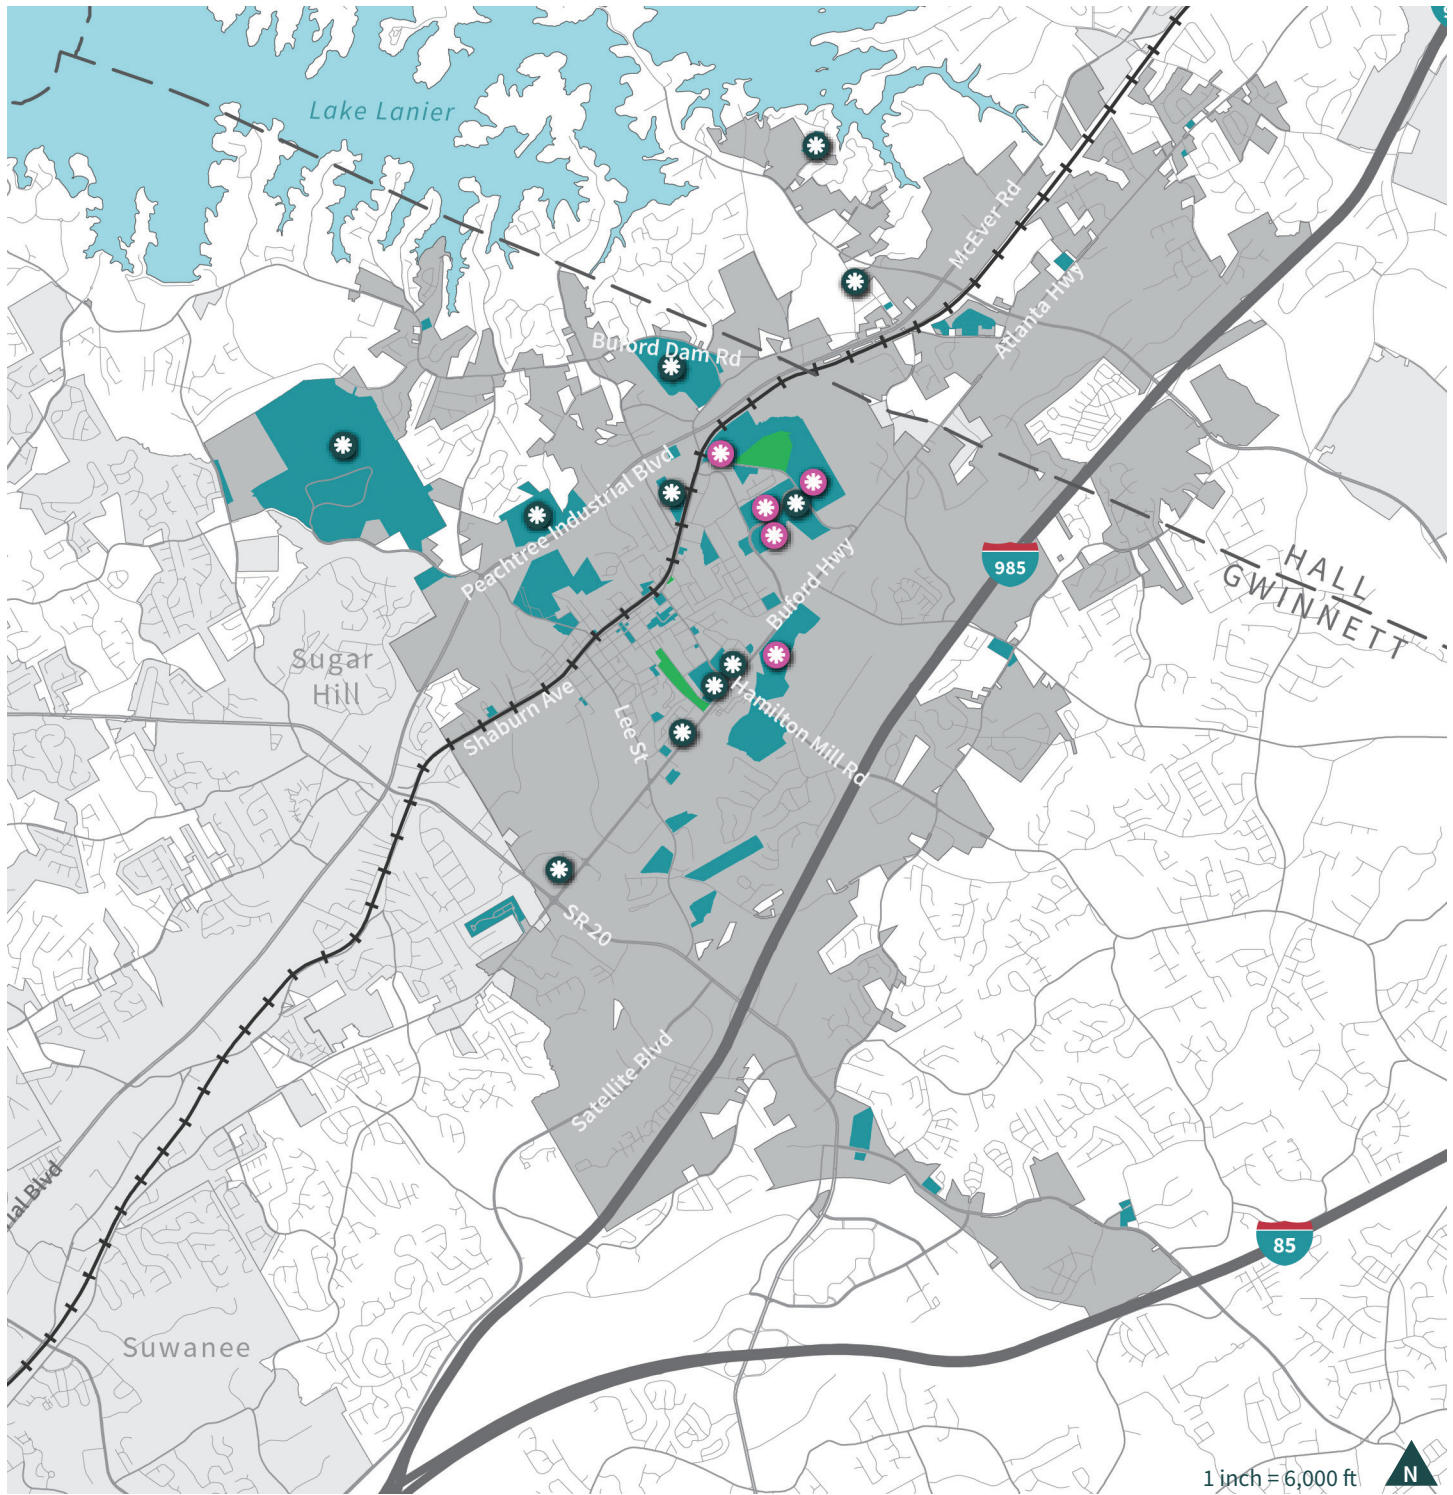 Lake Lanier
McEver Rd
Atlanta Hwy
Buford Dam Rd
Peachtree Industrial Blvd
985
HALL
GWINNETT
Buford Hwy
Sugar
Hill
Shaburn Ave
Lee St
Hamilton Mill Rd
SR 20
Satellite Blvd
Blvd
85
Suwanee
1 inch = 6,000 ft
N